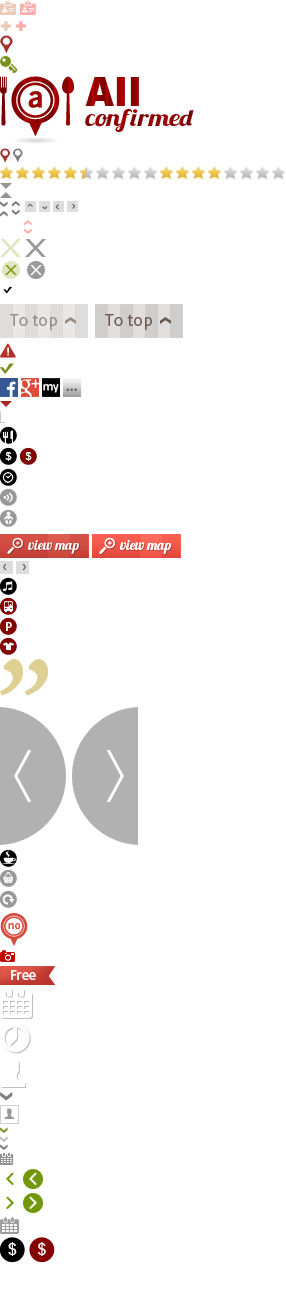 a All
confirmed
To top To top
g+ my ...
$ $
view map view map
P
no
Free
$ $